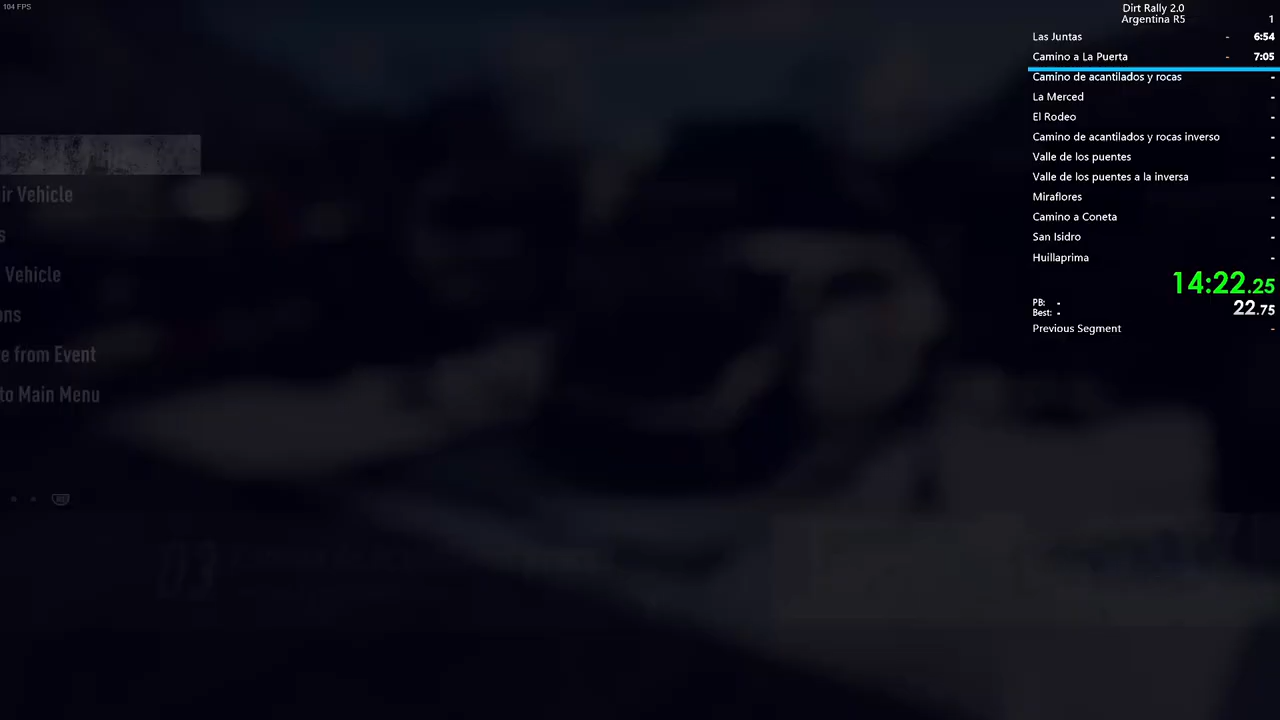 104 FPS
Dirt Rally 2.0
Argentina R5 1
Las Juntas - 6:54
Camino a La Puerta - 7:05
Camino de acantilados y rocas -
La Merced -
El Rodeo -
Camino de acantilados y rocas inverso -
Valle de los puentes -
Valle de los puentes a la inversa -
Miraflores -
Camino a Coneta -
San Isidro -
Huillaprima -
14:22.25
PB: - 22.75
Best: -
Previous Segment -
ir Vehicle
s
Vehicle
ons
e from Event
to Main Menu
03